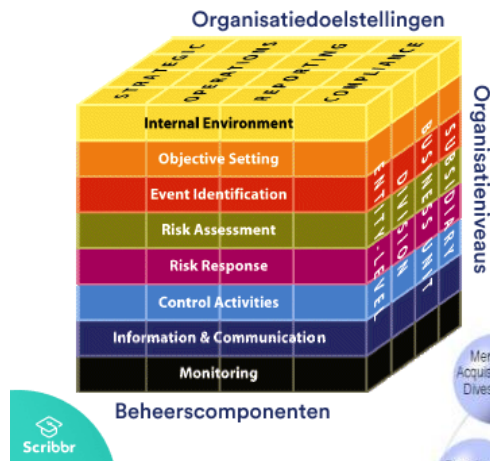 Organisatiedoelstellingen
STRATEGIC
OPERATIONS
REPORTING
COMPLIANCE
Internal Environment
Objective Setting
Event Identification
Risk Assessment
Risk Response
Control Activities
Information & Communication
Monitoring
ENTITY-LEVEL
DIVISION
BUSINESS UNIT
SUBSIDIARY
Organisatieniveaus
Beheerscomponenten
Scribbr